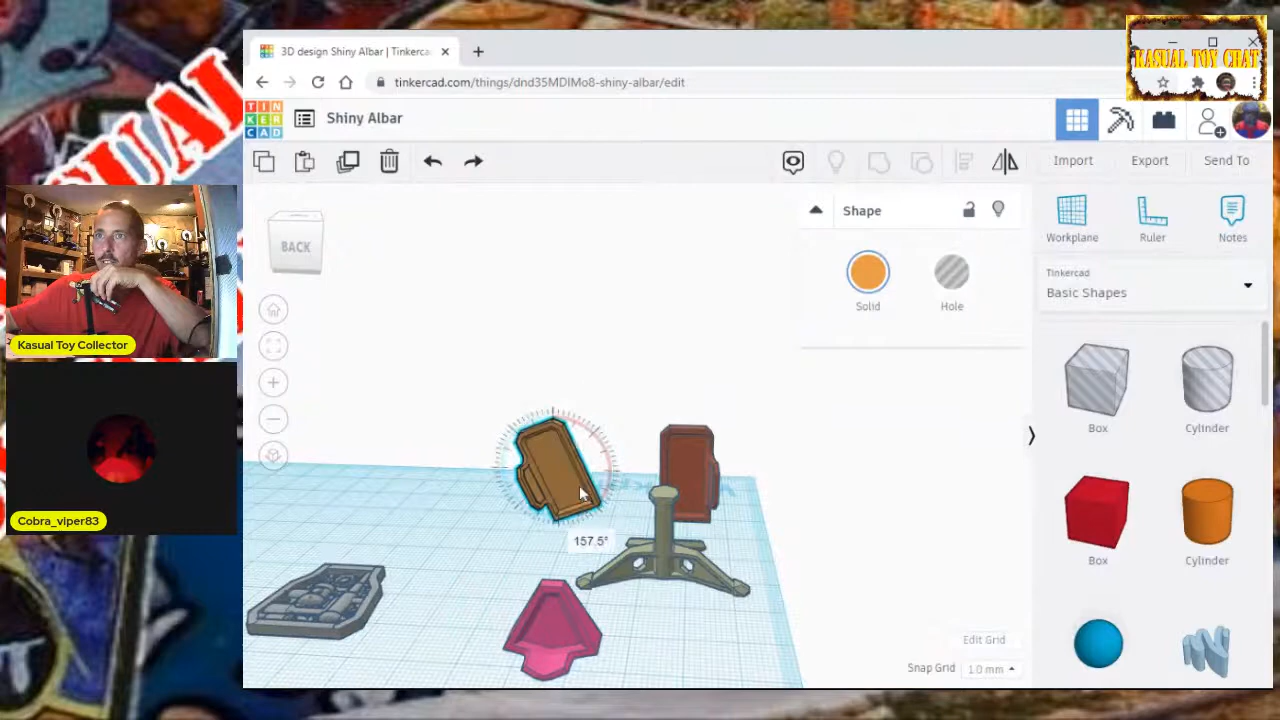 KASUAL TOY CHAT
3D design Shiny Albar | Tinkerca
tinkercad.com/things/dnd35MDIMo8-shiny-albar/edit
TIN
KER
CAD
Shiny Albar
Import
Export
Send To
Shape
Solid
Hole
Workplane
Ruler
Notes
Tinkercad
Basic Shapes
Box
Cylinder
Box
Cylinder
BACK
157.5°
Edit Grid
Snap Grid
1.0 mm
Kasual Toy Collector
Cobra_viper83